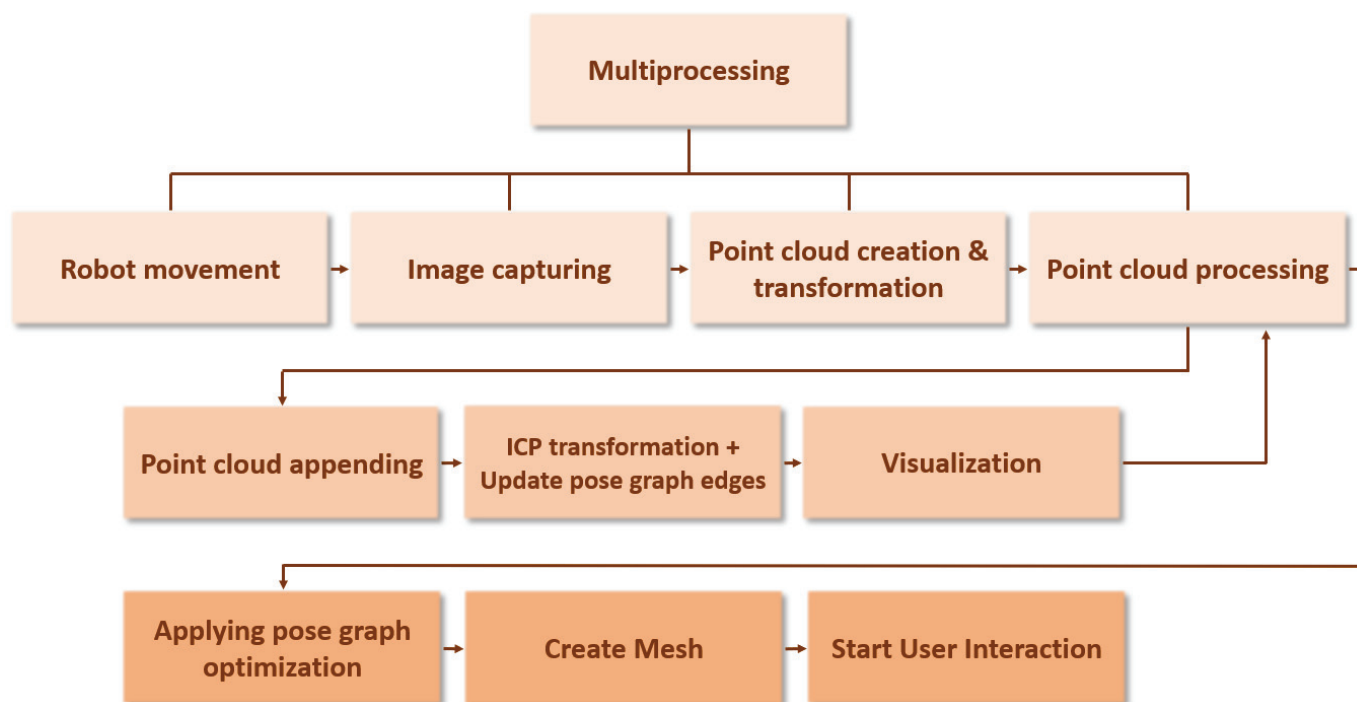 Multiprocessing
Robot movement
Image capturing
Point cloud creation &
transformation
Point cloud processing
Point cloud appending
ICP transformation +
Update pose graph edges
Visualization
Applying pose graph
optimization
Create Mesh
Start User Interaction